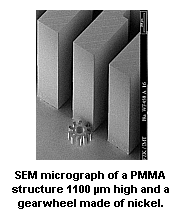 SEM micrograph of a PMMA
structure 1100 µm high and a
gearwheel made of nickel.